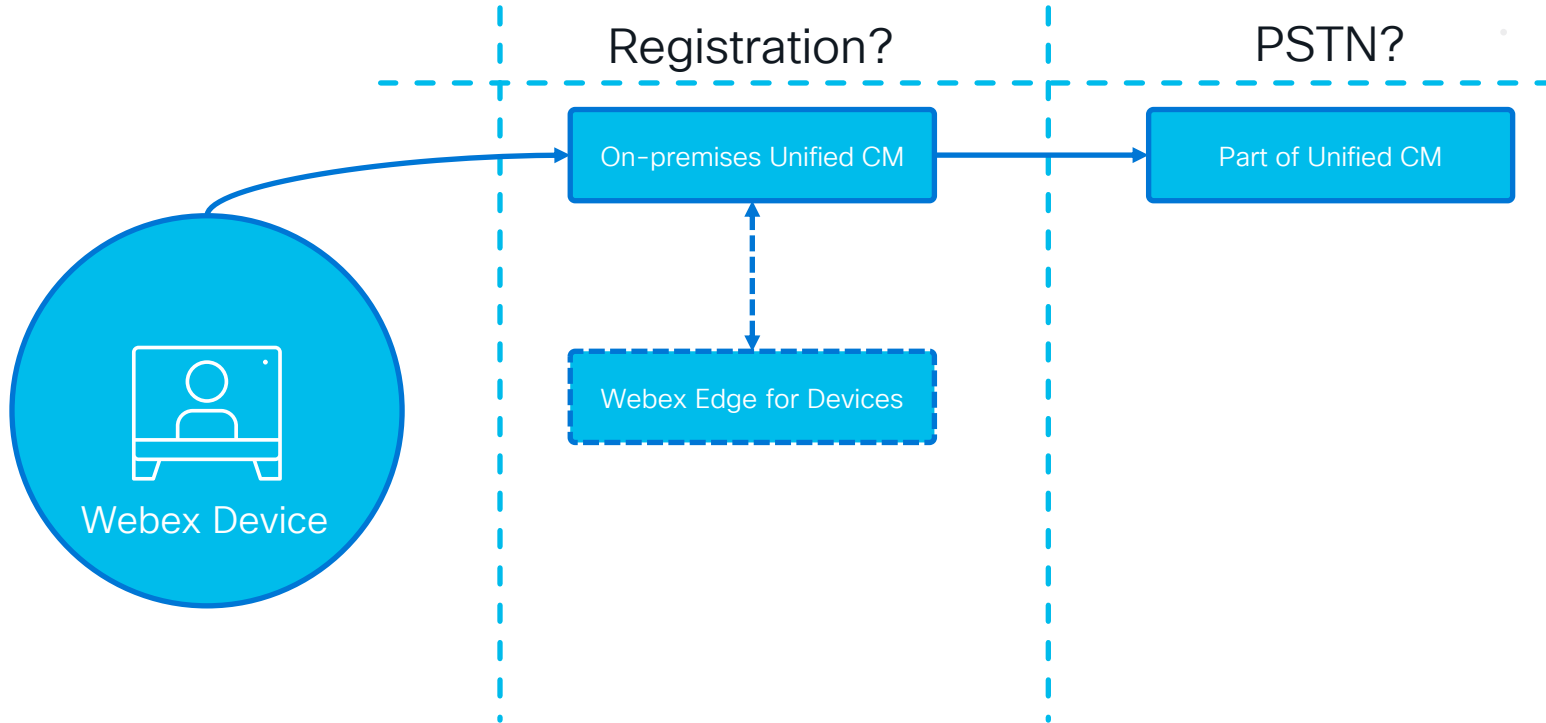 Registration?
PSTN?
On-premises Unified CM
Part of Unified CM
Webex Edge for Devices
Webex Device